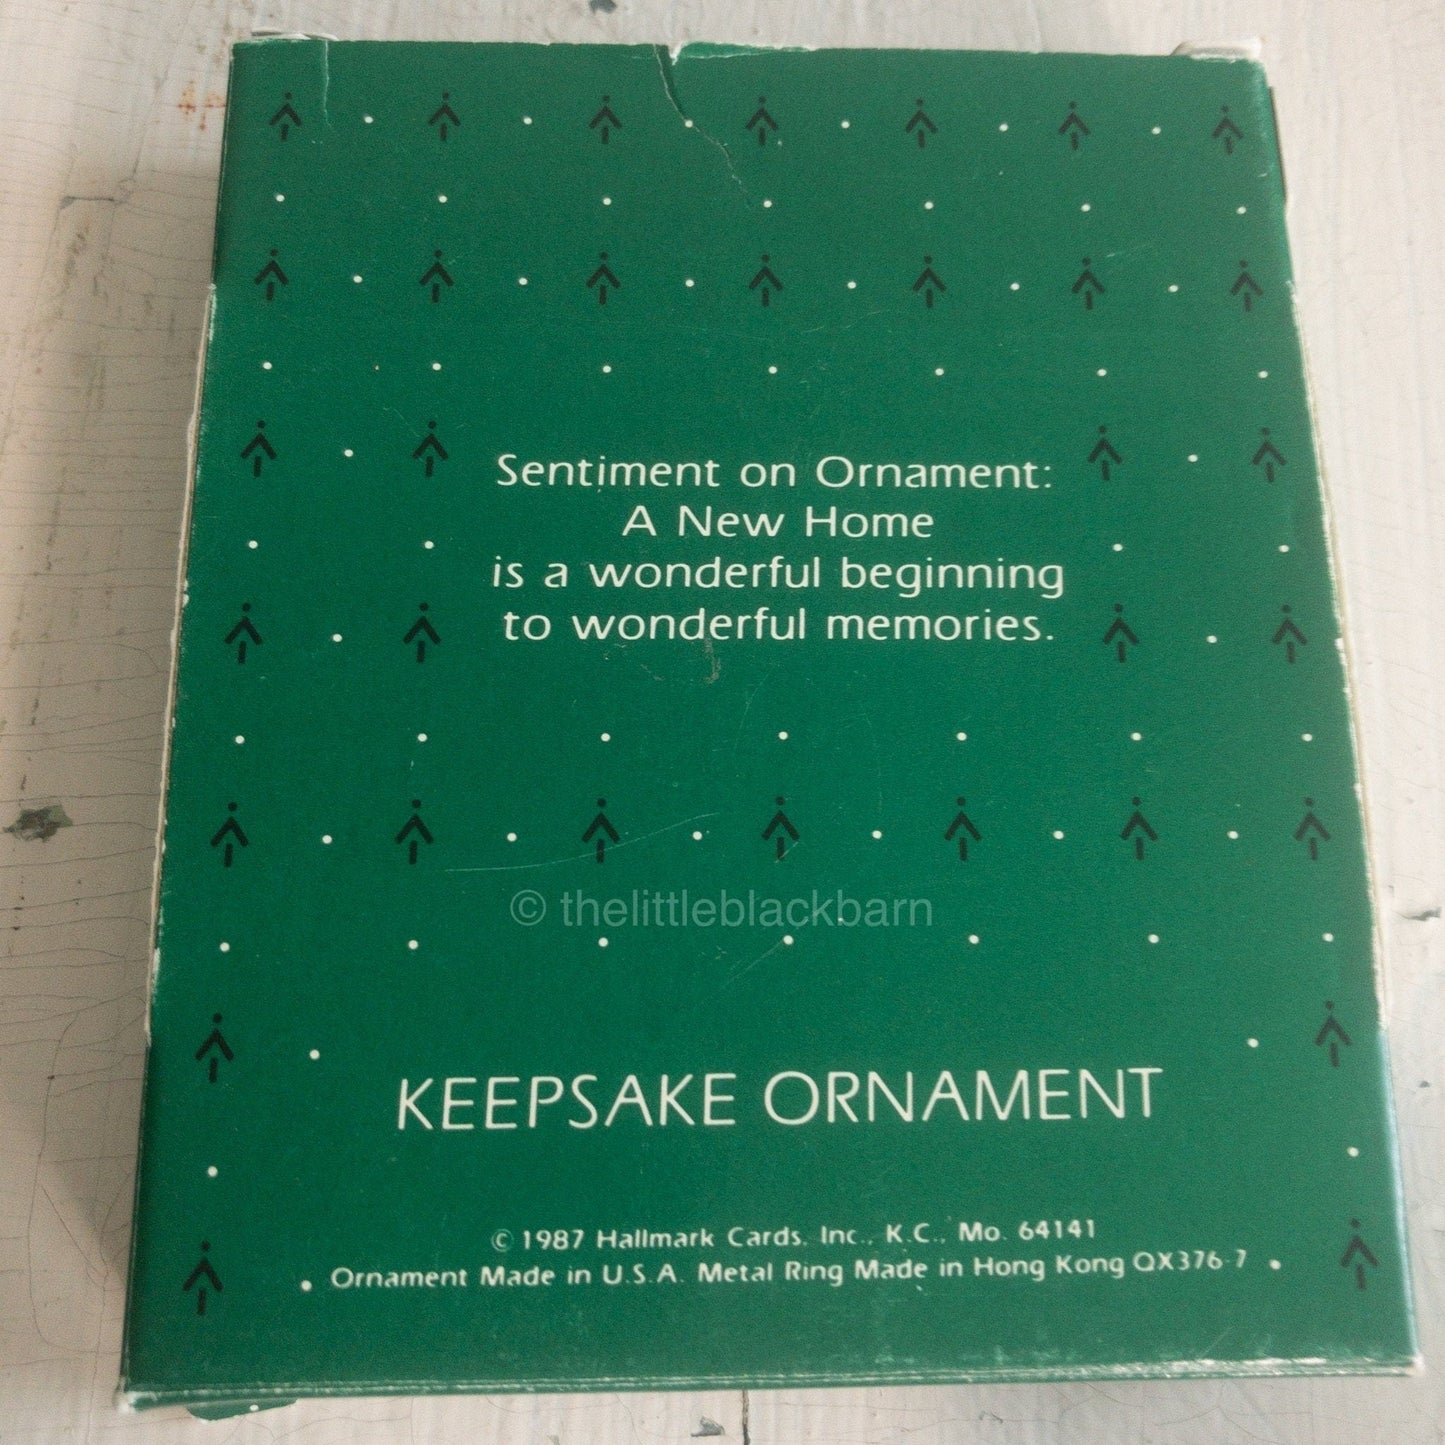 Sentiment on Ornament:
A New Home
is a wonderful beginning
to wonderful memories.
© thelittleblackbarn
KEEPSAKE ORNAMENT
© 1987 Hallmark Cards, Inc., K.C., Mo. 64141
Ornament Made in U.S.A. Metal Ring Made in Hong Kong QX376-7